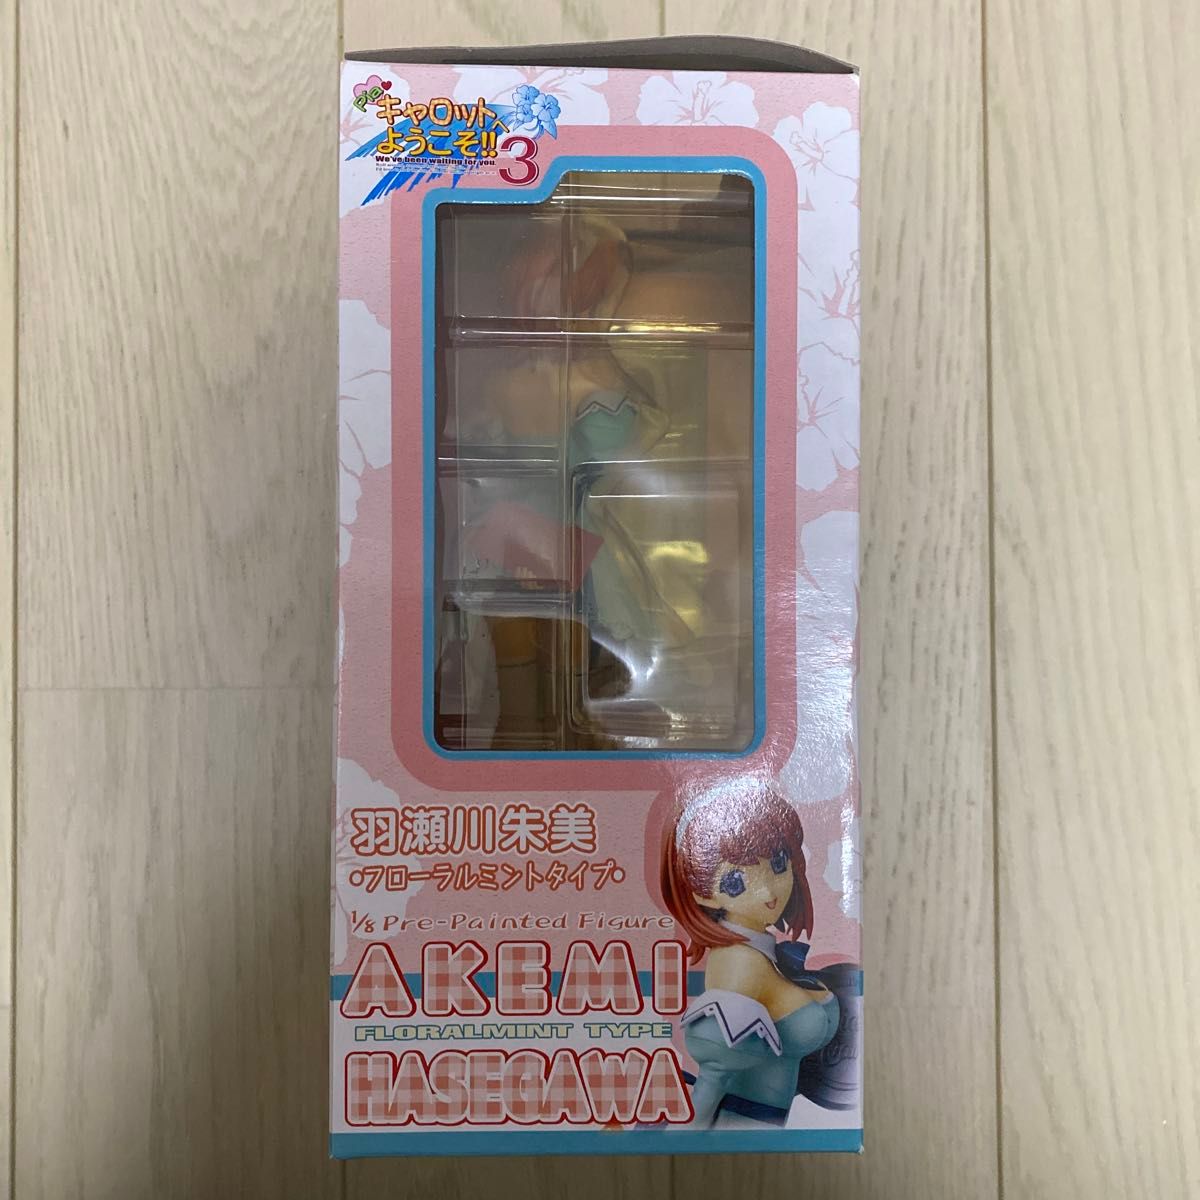 Pia
キャロットへ
ようこそ!!
We've been waiting for you.
3
羽瀬川朱美
•フローラルミントタイプ•
1/8 Pre-Painted Figure
AKEMI
FLORALMINT TYPE
HASEGAWA